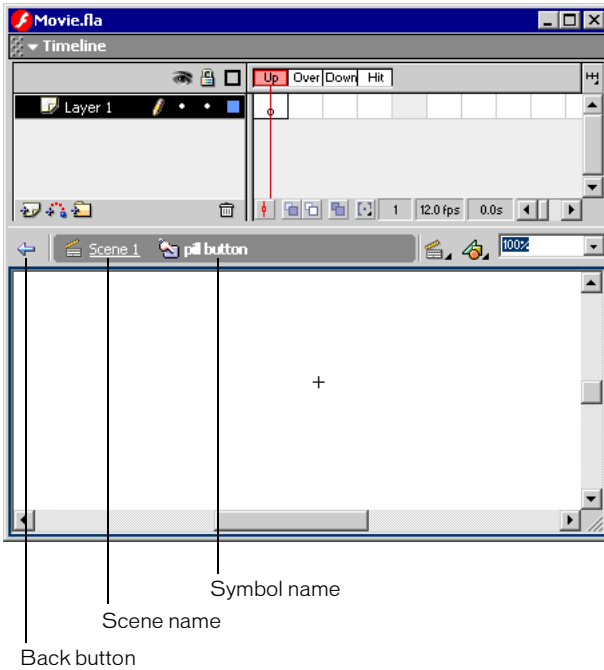 Movie.fla
Timeline
Up Over Down Hit
Layer 1
1 12.0 fps 0.0s
Scene 1 pill button 100%
Symbol name
Scene name
Back button